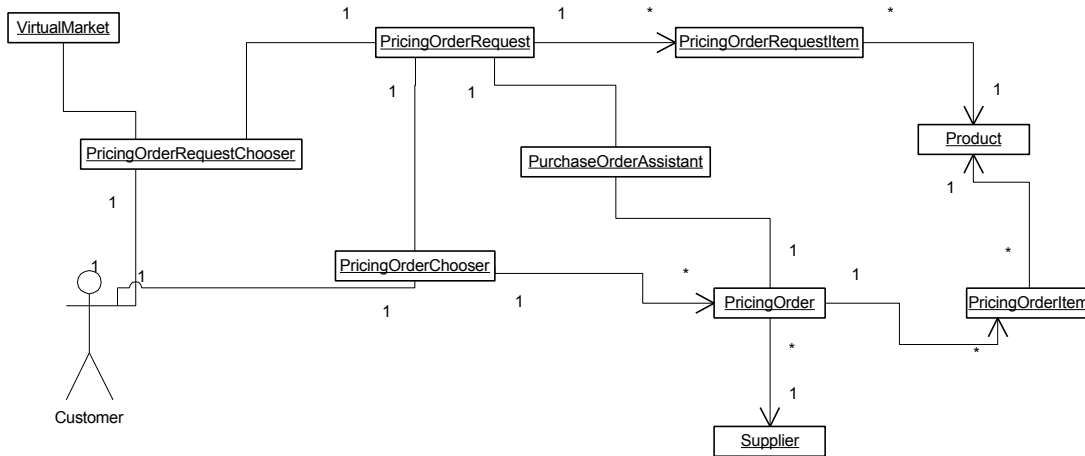 1
1
*
*
VirtualMarket
PricingOrderRequest
PricingOrderRequestItem
1
1
1
Product
PricingOrderRequestChooser
PurchaseOrderAssistant
1
1
*
1
PricingOrderChooser
1
1
*
1
1
1
PricingOrder
PricingOrderItem
*
*
1
Customer
Supplier